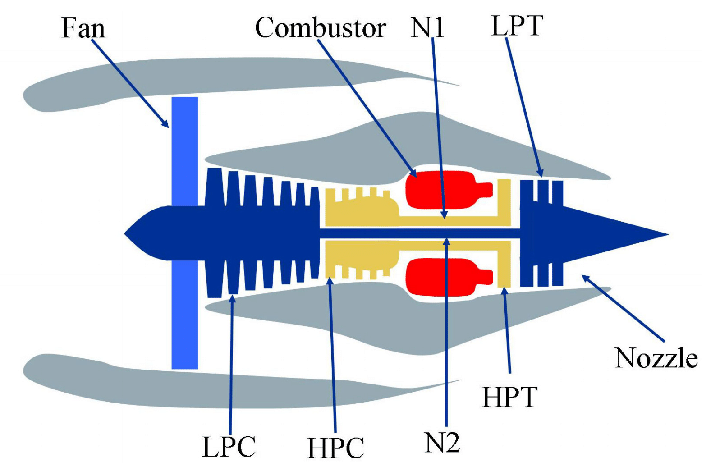 Fan
Combustor
N1
LPT
Nozzle
HPT
LPC
HPC
N2